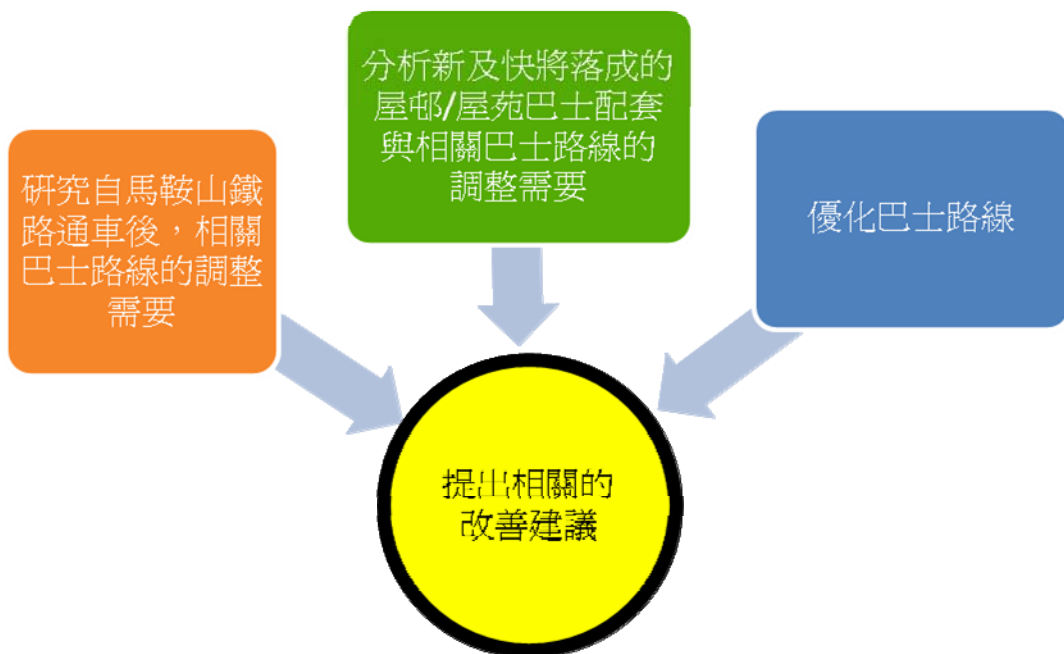 研究自馬鞍山鐵
路通車後，相關
巴士路線的調整
需要
分析新及快將落成的
屋邨/屋苑巴士配套
與相關巴士路線的
調整需要
優化巴士路線
提出相關的
改善建議